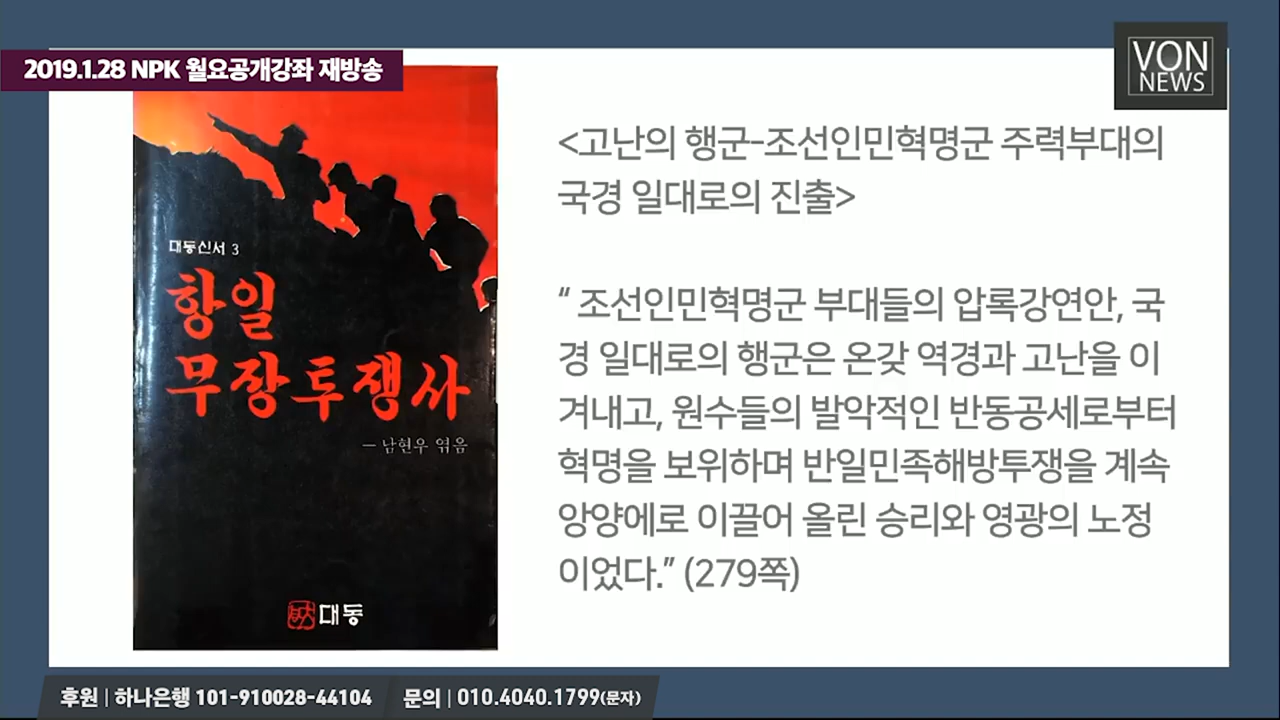 2019.1.28 NPK 월요공개강좌 재방송
VON
NEWS
대동신서 3
항일
무장투쟁사
– 남현우 엮음
대동
<고난의 행군-조선인민혁명군 주력부대의
국경 일대로의 진출>
“ 조선인민혁명군 부대들의 압록강연안, 국
경 일대로의 행군은 온갖 역경과 고난을 이
겨내고, 원수들의 발악적인 반동공세로부터
혁명을 보위하며 반일민족해방투쟁을 계속
앙양에로 이끌어 올린 승리와 영광의 노정
이었다.” (279쪽)
후원 | 하나은행 101-910028-44104 문의 | 010.4040.1799(문자)